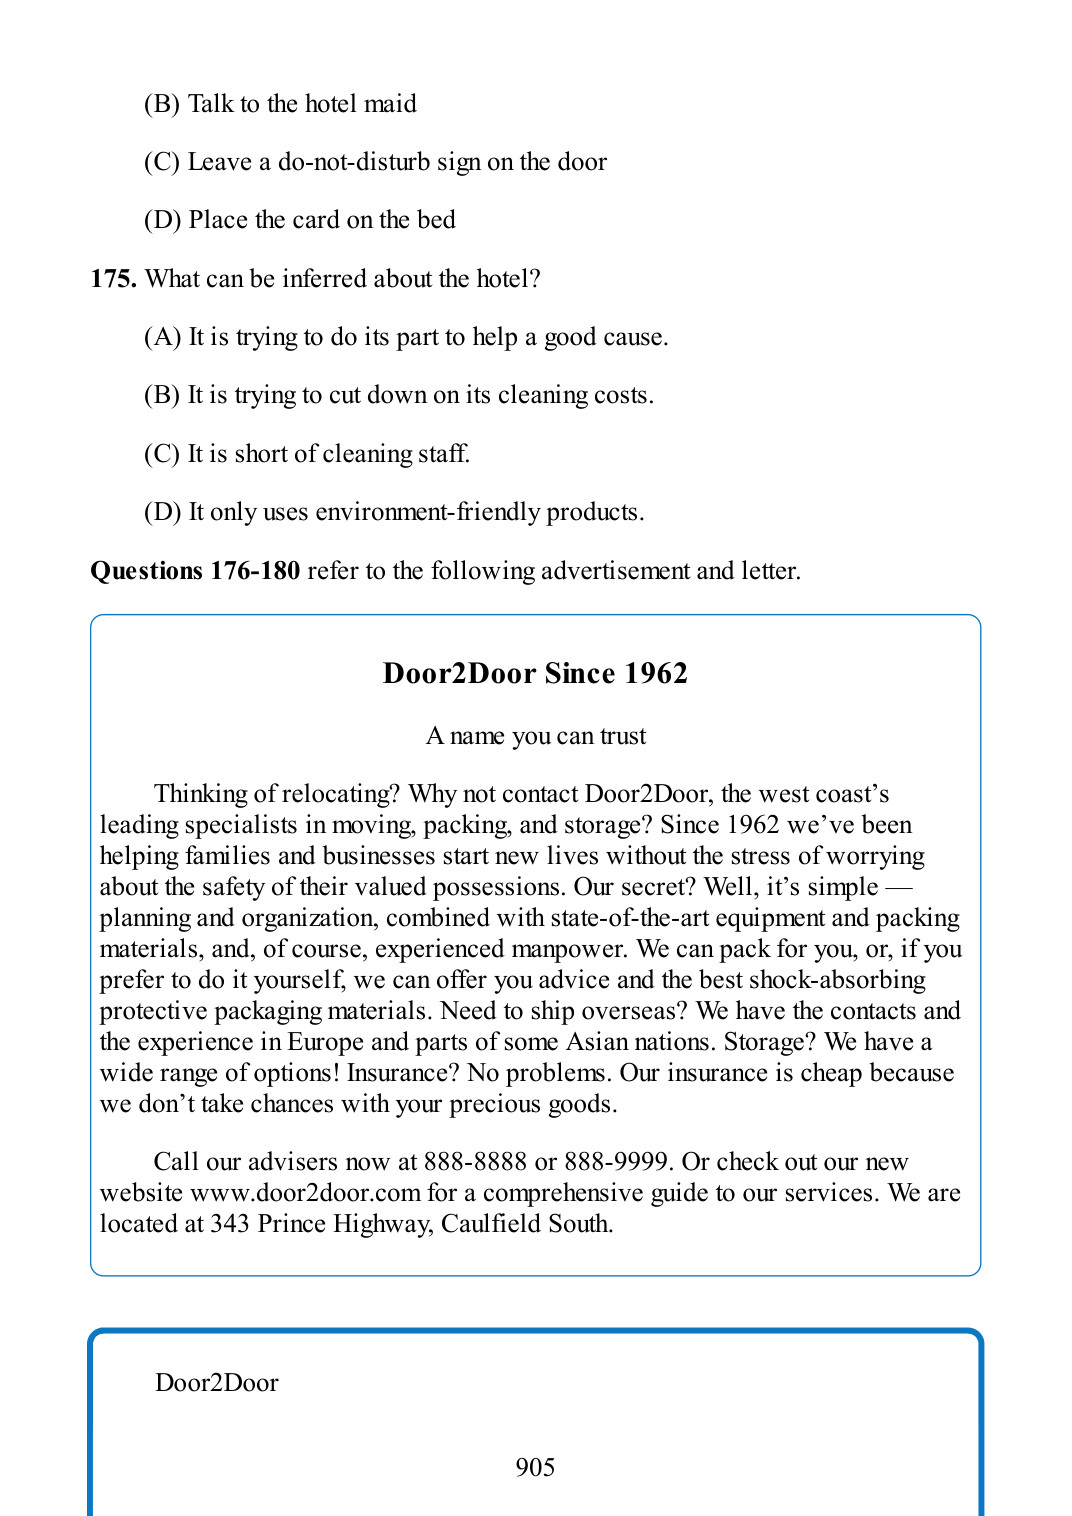 (B) Talk to the hotel maid
(C) Leave a do-not-disturb sign on the door
(D) Place the card on the bed
175. What can be inferred about the hotel?
(A) It is trying to do its part to help a good cause.
(B) It is trying to cut down on its cleaning costs.
(C) It is short of cleaning staff.
(D) It only uses environment-friendly products.
Questions 176-180 refer to the following advertisement and letter.
Door2Door Since 1962
A name you can trust
Thinking of relocating? Why not contact Door2Door, the west coast’s
leading specialists in moving, packing, and storage? Since 1962 we’ve been
helping families and businesses start new lives without the stress of worrying
about the safety of their valued possessions. Our secret? Well, it’s simple —
planning and organization, combined with state-of-the-art equipment and packing
materials, and, of course, experienced manpower. We can pack for you, or, if you
prefer to do it yourself, we can offer you advice and the best shock-absorbing
protective packaging materials. Need to ship overseas? We have the contacts and
the experience in Europe and parts of some Asian nations. Storage? We have a
wide range of options! Insurance? No problems. Our insurance is cheap because
we don’t take chances with your precious goods.
Call our advisers now at 888-8888 or 888-9999. Or check out our new
website www.door2door.com for a comprehensive guide to our services. We are
located at 343 Prince Highway, Caulfield South.
Door2Door
905